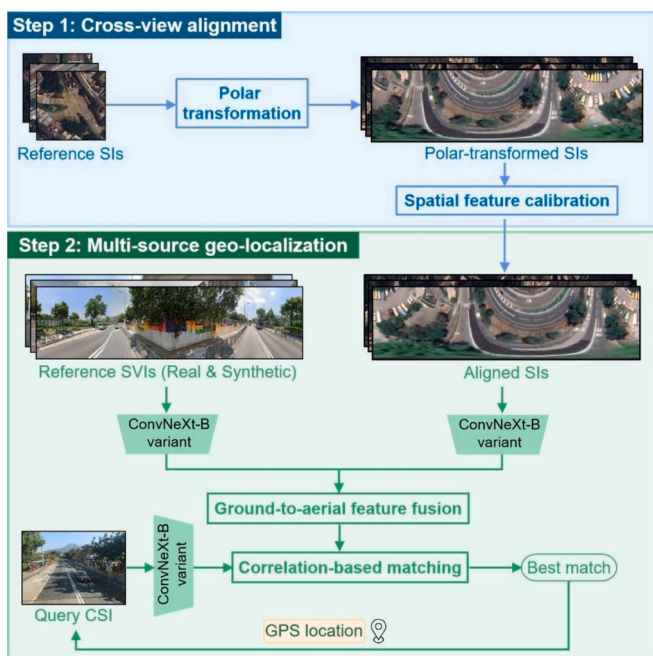 Step 1: Cross-view alignment
Polar
transformation
Reference SIs
Polar-transformed SIs
Spatial feature calibration
Step 2: Multi-source geo-localization
Reference SVIs (Real & Synthetic)
Aligned SIs
ConvNeXt-B
variant
ConvNeXt-B
variant
Ground-to-aerial feature fusion
ConvNeXt-B
variant
Correlation-based matching
Best match
Query CSI
GPS location